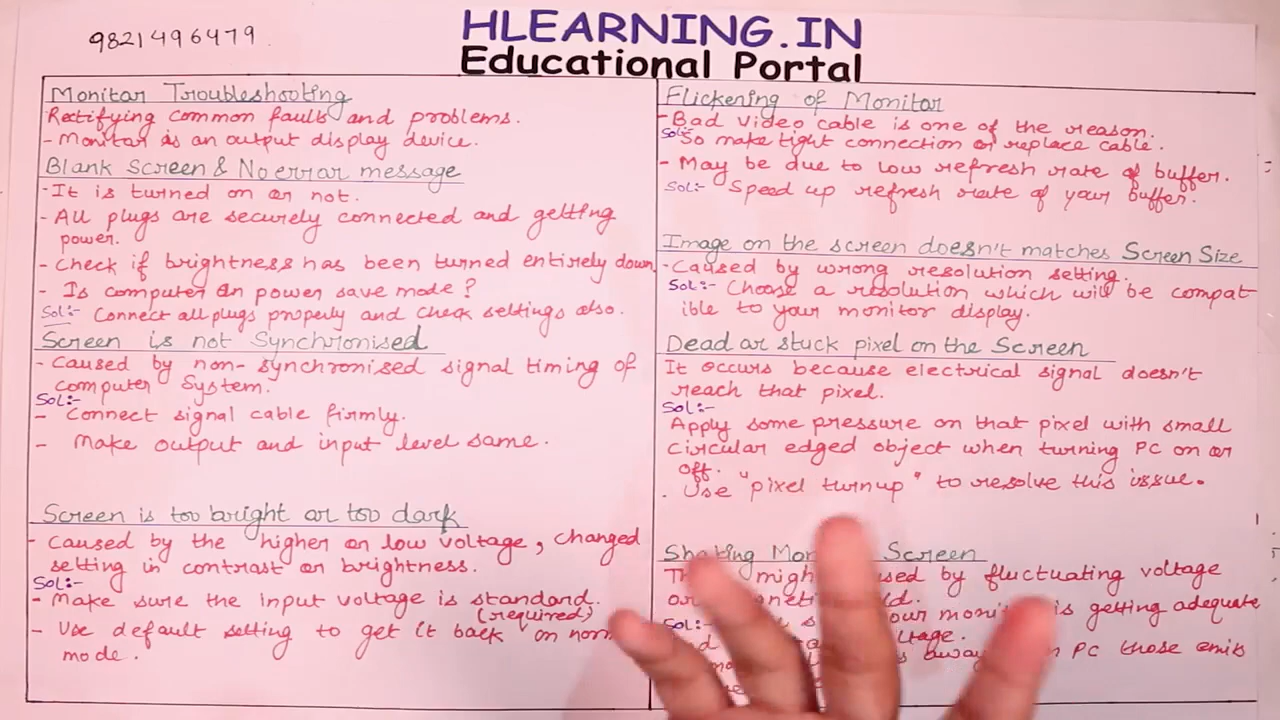 9821496479
HLEARNING.IN
Educational Portal
Monitor Troubleshooting
Rectifying common faults and problems.
- Monitor is an output display device.
Blank Screen & No error message
- It is turned on or not.
- All plugs are securely connected and getting
power.
- Check if brightness has been turned entirely down.
- Is computer in power save mode?
Sol:- Connect all plugs properly and check settings also.
Screen is not Synchronised
- Caused by non-synchronised signal timing of
computer System.
Sol:-
- Connect signal cable firmly.
- Make output and input level same.
Screen is too bright or too dark
- Caused by the higher or low voltage, changed
setting in contrast or brightness.
Sol:-
- Make sure the input voltage is standard.
(required)
- Use default setting to get it back on
mode.
Flickering of Monitor
- Bad video cable is one of the reason.
Sol:- So make tight connection or replace cable.
- May be due to low refresh rate of buffer.
Sol:- Speed up refresh rate of your buffer.
Image on the screen doesn't matches Screen Size
- Caused by wrong resolution setting.
Sol:- Choose a resolution which will be compat
ible to your monitor display.
Dead or stuck pixel on the Screen
It occurs because electrical signal doesn't
reach that pixel.
Sol:-
Apply some pressure on that pixel with small
circular edged object when turning PC on or
off.
. Use "pixel turnup" to resolve this issue.
Shaking Screen
by fluctuating voltage
or
Sol:- is getting adequate
away PC those emits